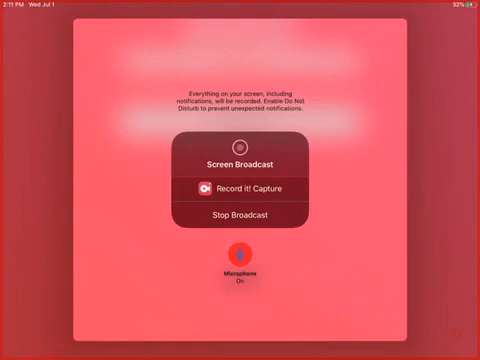 2:11 PM Wed Jul 1
32%
Everything on your screen, including
notifications, will be recorded. Enable Do Not
Disturb to prevent unexpected notifications.
Screen Broadcast
Record it! Capture
Stop Broadcast
Microphone
On